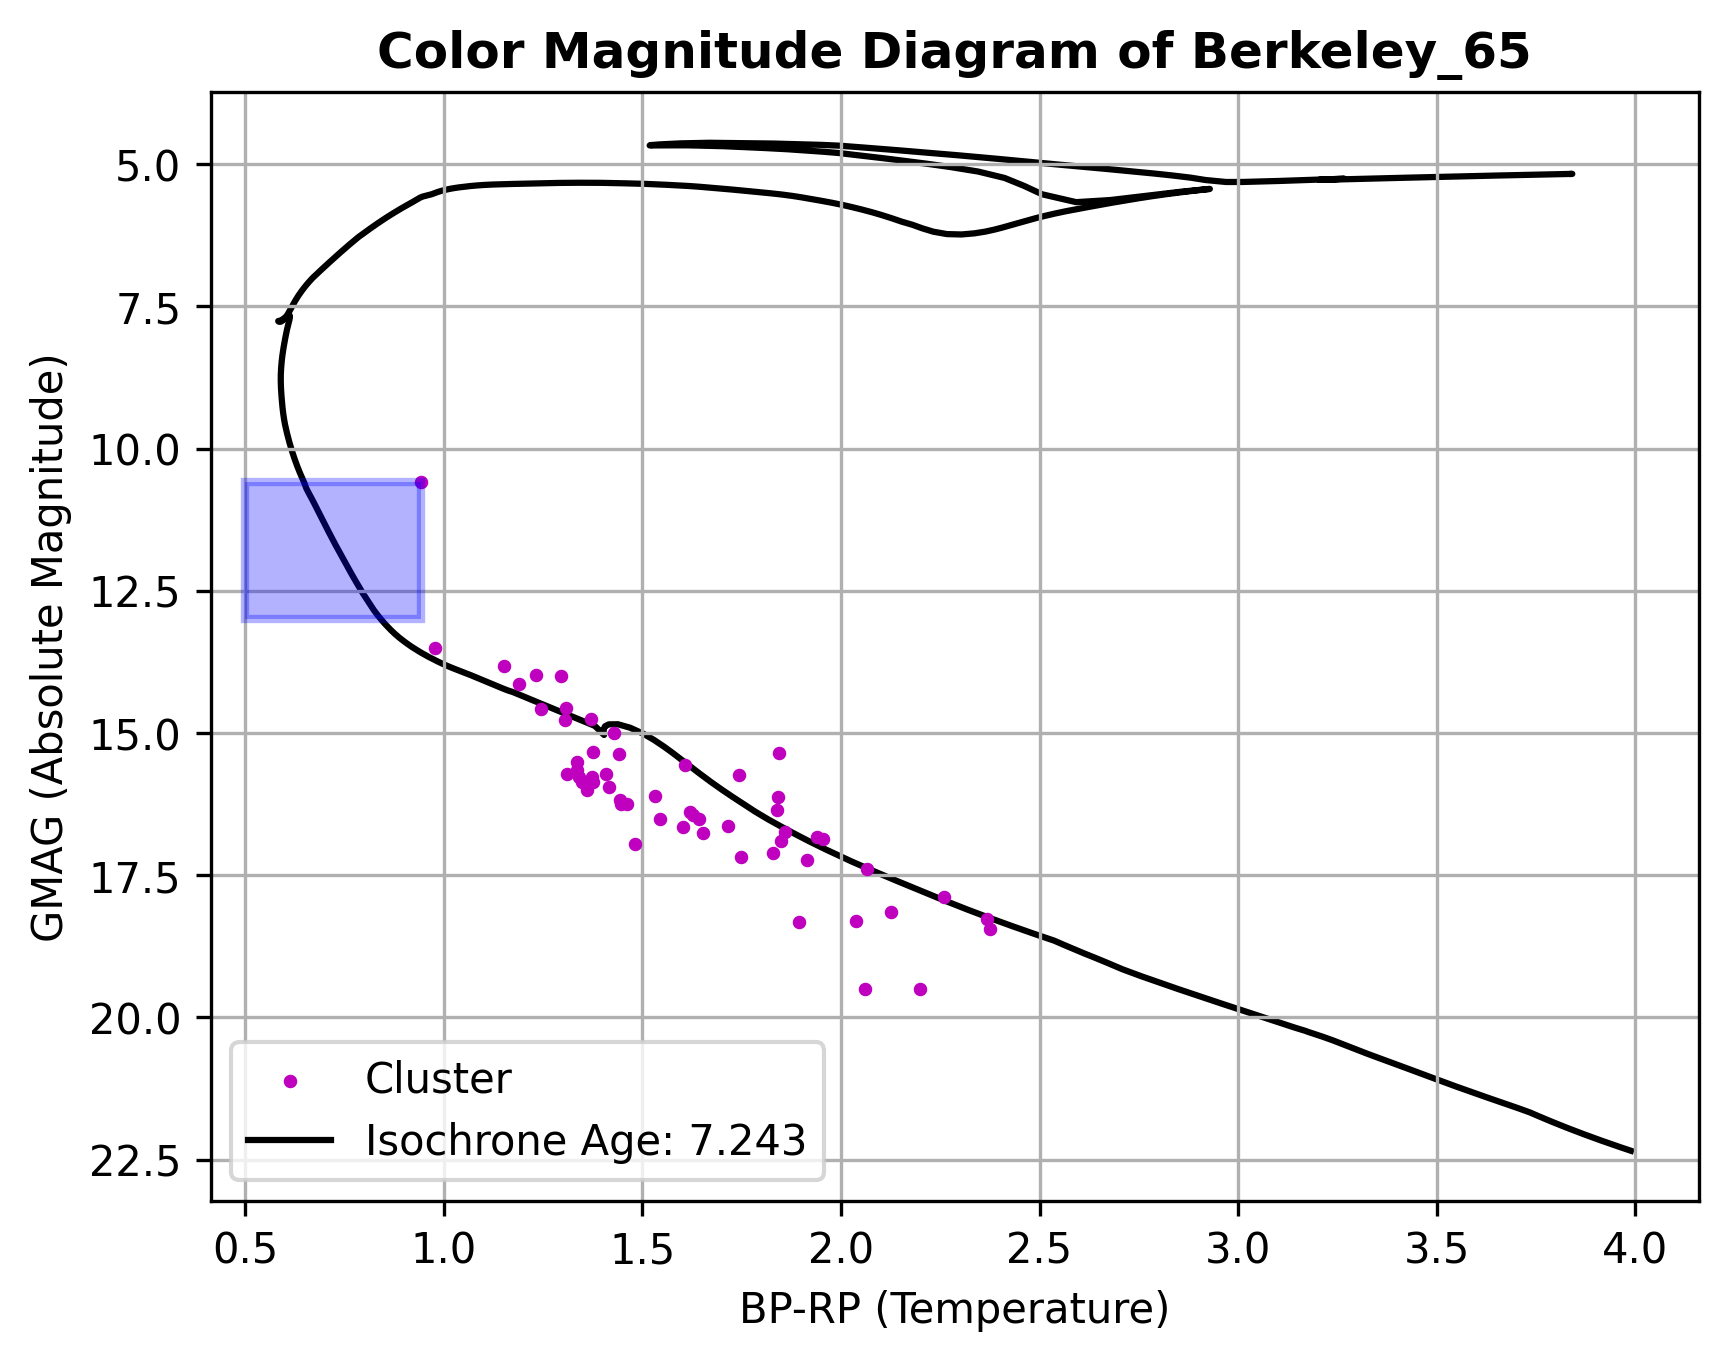 Color Magnitude Diagram of Berkeley_65
GMAG (Absolute Magnitude)
5.0
7.5
10.0
12.5
15.0
17.5
20.0
22.5
Cluster
Isochrone Age: 7.243
0.5 1.0 1.5 2.0 2.5 3.0 3.5 4.0
BP-RP (Temperature)